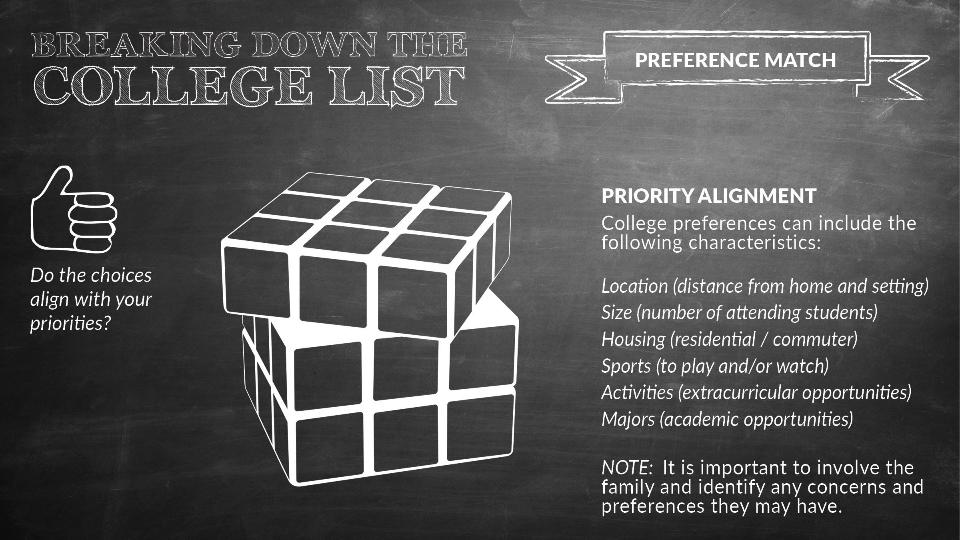 BREAKING DOWN THE
COLLEGE LIST
PREFERENCE MATCH
Do the choices
align with your
priorities?
PRIORITY ALIGNMENT
College preferences can include the
following characteristics:
Location (distance from home and setting)
Size (number of attending students)
Housing (residential / commuter)
Sports (to play and/or watch)
Activities (extracurricular opportunities)
Majors (academic opportunities)
NOTE: It is important to involve the
family and identify any concerns and
preferences they may have.